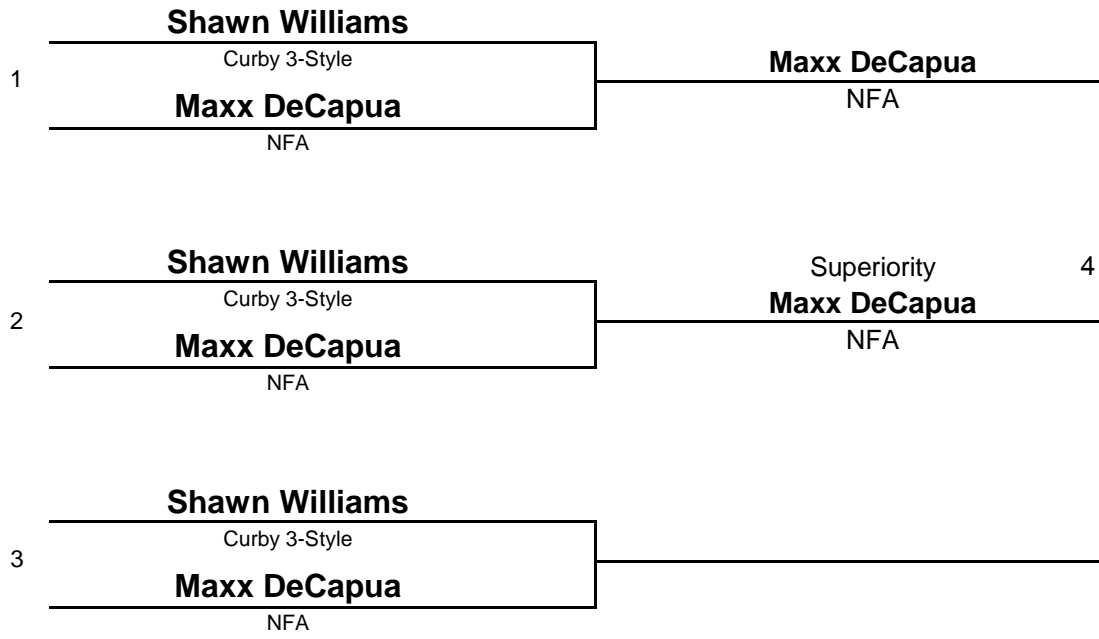 Shawn Williams
Curby 3-Style
1
Maxx DeCapua
NFA
Maxx DeCapua
NFA
Shawn Williams
Curby 3-Style
2
Maxx DeCapua
NFA
Superiority 4
Maxx DeCapua
NFA
Shawn Williams
Curby 3-Style
3
Maxx DeCapua
NFA